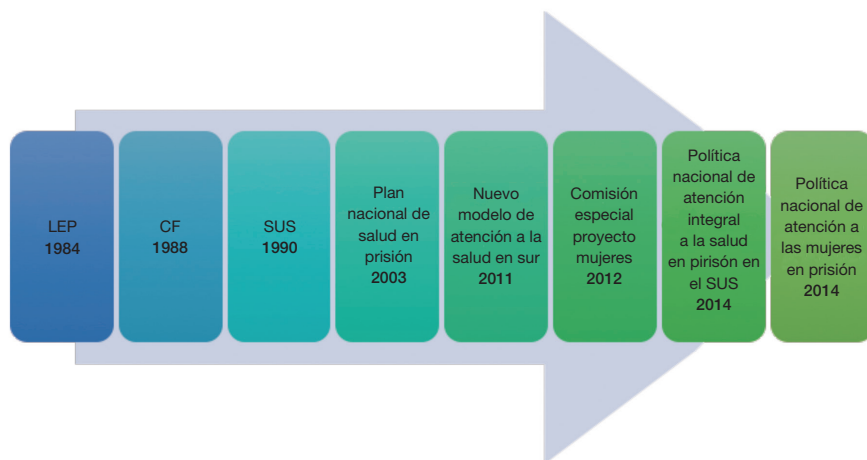 LEP
1984
CF
1988
SUS
1990
Plan
nacional de
salud en
prisión
2003
Nuevo
modelo de
atención a la
salud en sur
2011
Comisión
especial
proyecto
mujeres
2012
Política
nacional de
atención
integral
a la salud
en pirisón en
el SUS
2014
Política
nacional de
atención a
las mujeres
en prisión
2014